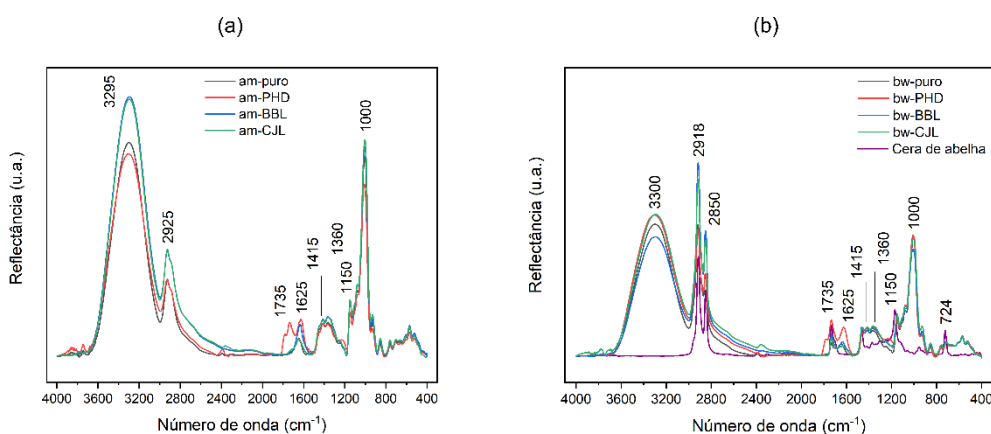 (a)
Reflectância (u.a.)
3295
2925
1735
1625
1415
1360
1150
1000
am-puro
am-PHD
am-BBL
am-CJL
4000 3600 3200 2800 2400 2000 1600 1200 800 400
Número de onda (cm⁻¹)
(b)
Reflectância (u.a.)
3300
2918
2850
1735
1625
1415
1360
1150
1000
724
bw-puro
bw-PHD
bw-BBL
bw-CJL
Cera de abelha
4000 3600 3200 2800 2400 2000 1600 1200 800 400
Número de onda (cm⁻¹)